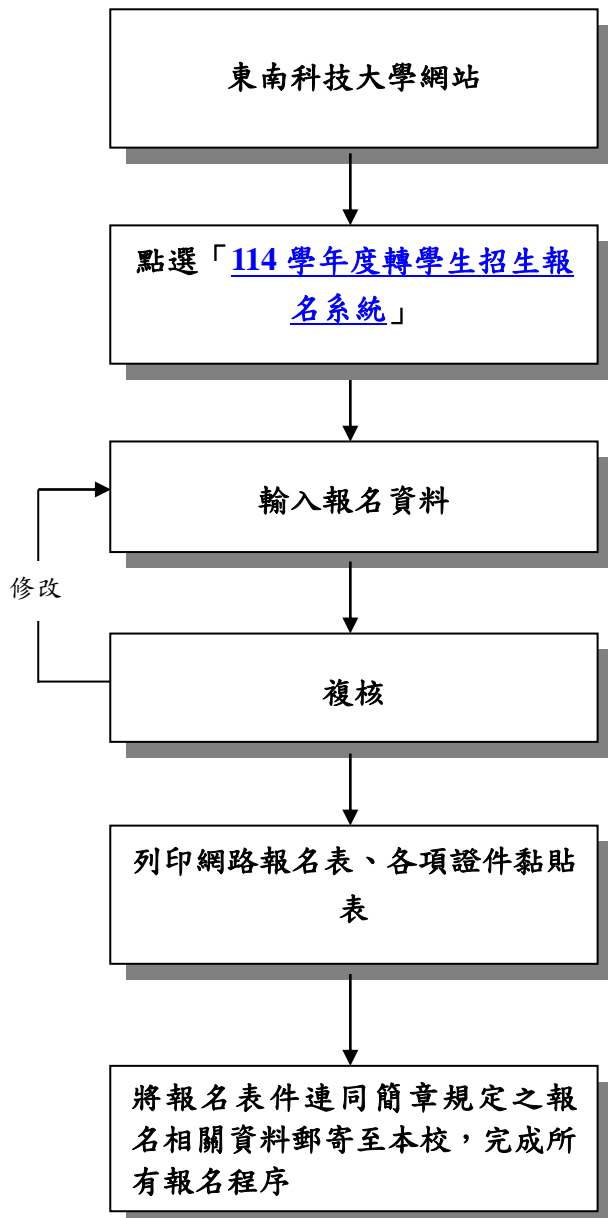 東南科技大學網站
點選「114 學年度轉學生招生報
名系統」
輸入報名資料
修改
複核
列印網路報名表、各項證件黏貼
表
將報名表件連同簡章規定之報
名相關資料郵寄至本校，完成所
有報名程序